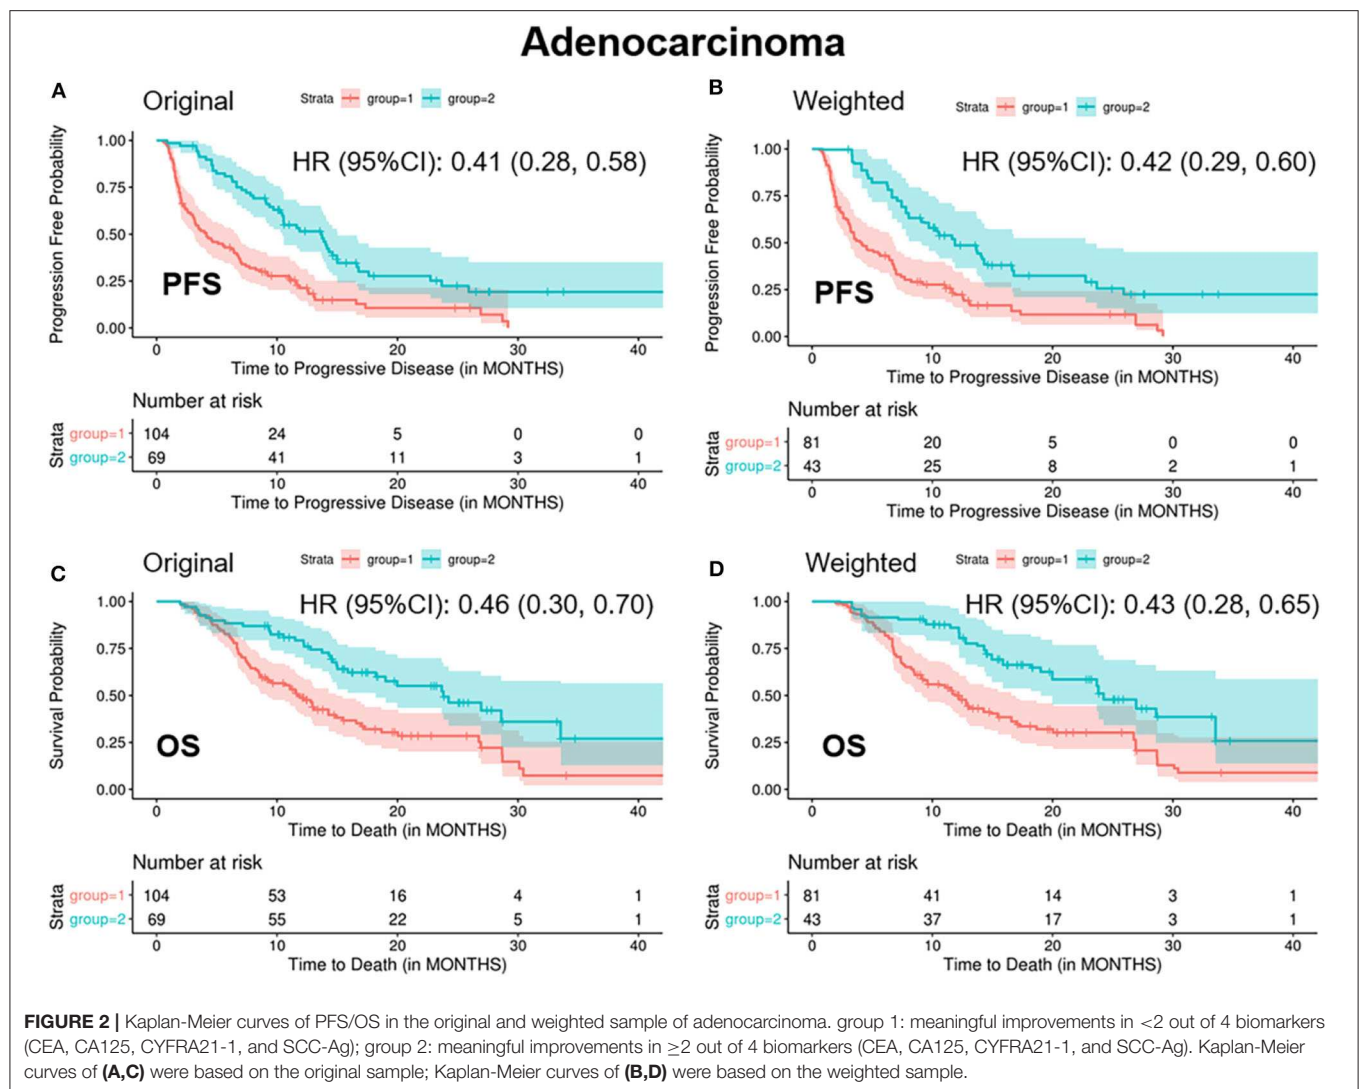 Adenocarcinoma
A
Original
Strata group=1 group=2
HR (95%CI): 0.41 (0.28, 0.58)
Progression Free Probability
1.00
0.75
0.50
0.25
0.00
PFS
0 10 20 30 40
Time to Progressive Disease (in MONTHS)
Number at risk
Strata
group=1 104 24 5 0 0
group=2 69 41 11 3 1
0 10 20 30 40
Time to Progressive Disease (in MONTHS)
B
Weighted
Strata group=1 group=2
HR (95%CI): 0.42 (0.29, 0.60)
Progression Free Probability
1.00
0.75
0.50
0.25
0.00
PFS
0 10 20 30 40
Time to Progressive Disease (in MONTHS)
Number at risk
Strata
group=1 81 20 5 0 0
group=2 43 25 8 2 1
0 10 20 30 40
Time to Progressive Disease (in MONTHS)
C
Original
Strata group=1 group=2
HR (95%CI): 0.46 (0.30, 0.70)
Survival Probability
1.00
0.75
0.50
0.25
0.00
OS
0 10 20 30 40
Time to Death (in MONTHS)
Number at risk
Strata
group=1 104 53 16 4 1
group=2 69 55 22 5 1
0 10 20 30 40
Time to Death (in MONTHS)
D
Weighted
Strata group=1 group=2
HR (95%CI): 0.43 (0.28, 0.65)
Survival Probability
1.00
0.75
0.50
0.25
0.00
OS
0 10 20 30 40
Time to Death (in MONTHS)
Number at risk
Strata
group=1 81 41 14 3 1
group=2 43 37 17 3 1
0 10 20 30 40
Time to Death (in MONTHS)
FIGURE 2 | Kaplan-Meier curves of PFS/OS in the original and weighted sample of adenocarcinoma. group 1: meaningful improvements in <2 out of 4 biomarkers
(CEA, CA125, CYFRA21-1, and SCC-Ag); group 2: meaningful improvements in ≥2 out of 4 biomarkers (CEA, CA125, CYFRA21-1, and SCC-Ag). Kaplan-Meier
curves of (A,C) were based on the original sample; Kaplan-Meier curves of (B,D) were based on the weighted sample.